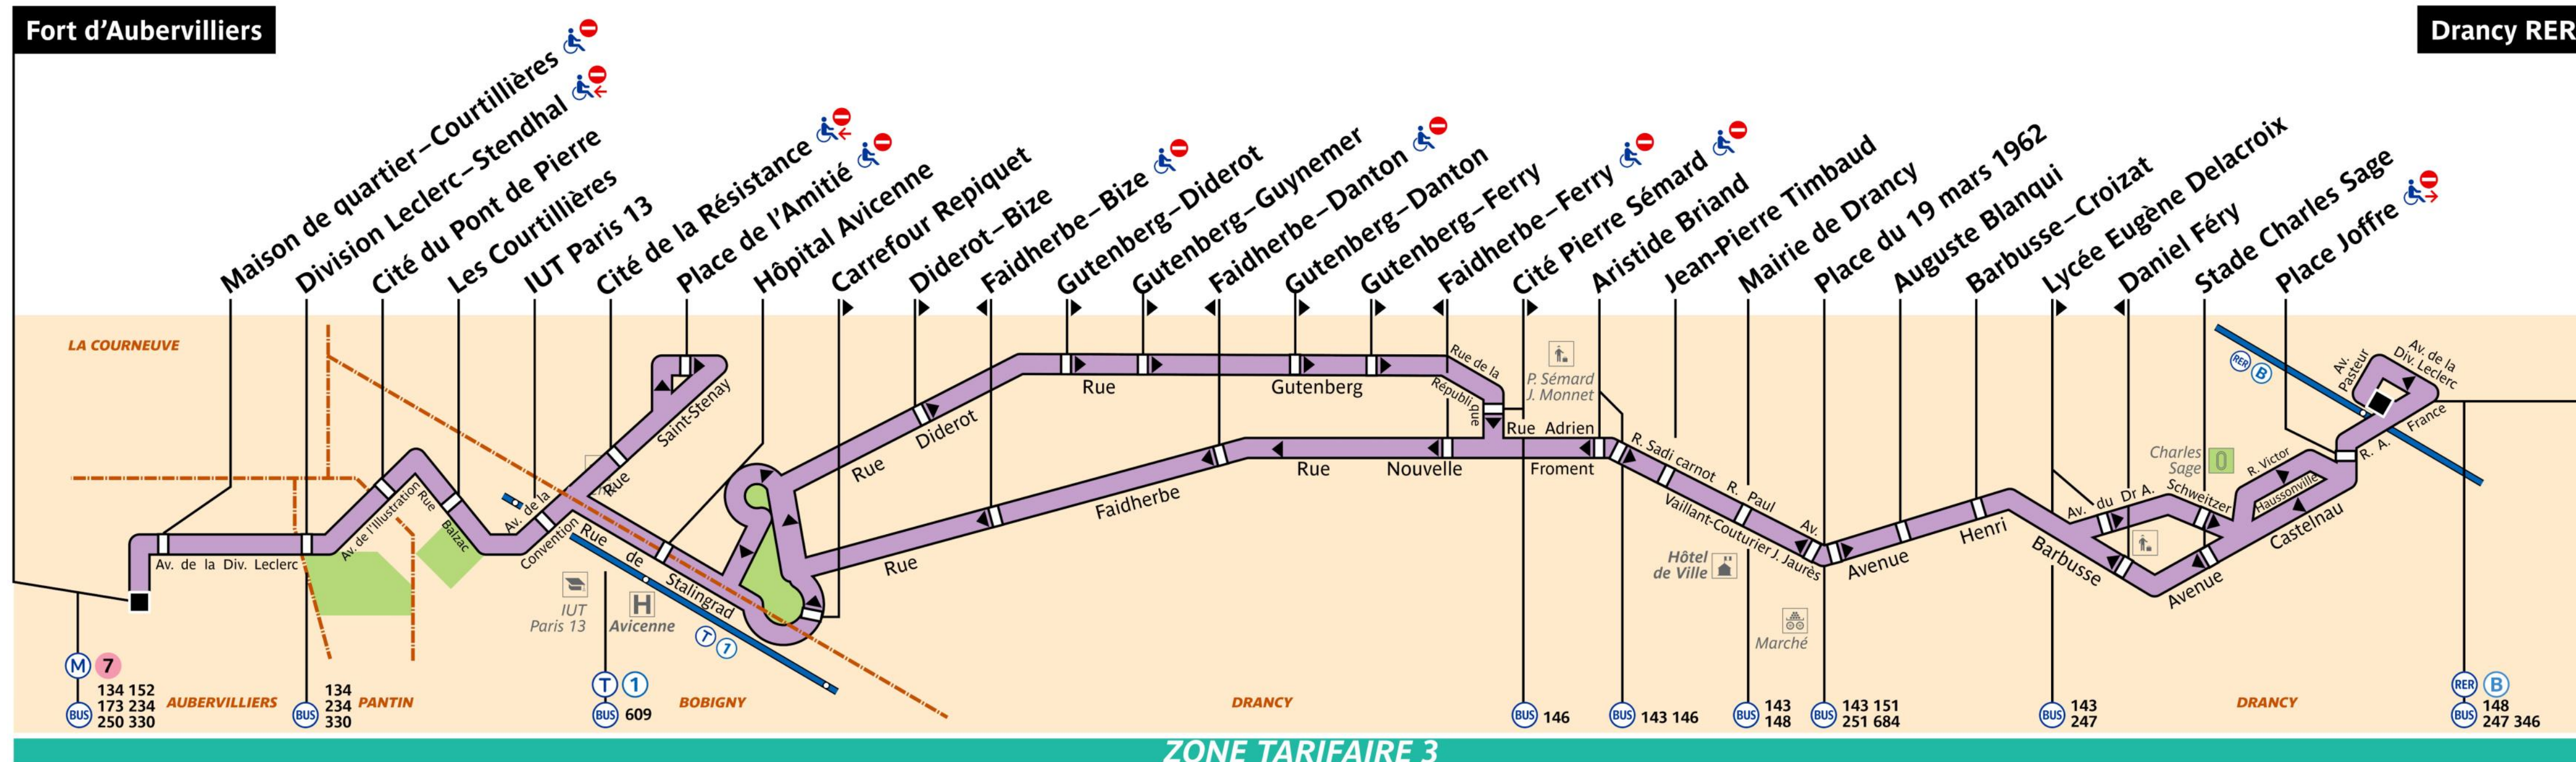 Fort d'Aubervilliers
Drancy RER
Maison de quartier–Courtillières
Division Leclerc–Stendhal
Cité du Pont de Pierre
Les Courtillières
IUT Paris 13
Cité de la Résistance
Place de l'Amitié
Hôpital Avicenne
Carrefour Repiquet
Diderot–Bize
Faidherbe–Bize
Gutenberg–Diderot
Gutenberg–Guynemer
Faidherbe–Danton
Gutenberg–Danton
Gutenberg–Ferry
Faidherbe–Ferry
Cité Pierre Sémard
Aristide Briand
Jean-Pierre Timbaud
Mairie de Drancy
Place du 19 mars 1962
Auguste Blanqui
Barbusse–Croizat
Lycée Eugène Delacroix
Daniel Féry
Stade Charles Sage
Place Joffre
LA COURNEUVE
Av. de la Div. Leclerc
Av. de l'Illustration
Rue
Balzac
Av. de la
Convention
Rue
Saint-Stenay
Rue de
Stalingrad
IUT
Paris 13
H
Avicenne
T 1
Rue Diderot
Rue Gutenberg
Rue de la
République
P. Sémard
J. Monnet
Rue Faidherbe
Rue Nouvelle
Rue Adrien
Froment
R. Sadi carnot
R. Paul
Vaillant-Couturier
Av.
J. Jaurès
Hôtel
de Ville
Marché
Avenue Henri
Barbusse
Av. du Dr A.
Schweitzer
Charles
Sage
R. Victor
Haussonville
Avenue
Castelnau
R. A. France
Av.
Pasteur
Av. de la
Div. Leclerc
RER B
M 7
134 152
173 234
BUS 250 330
AUBERVILLIERS
134
234
BUS 330
PANTIN
T 1
BUS 609
BOBIGNY
DRANCY
BUS 146
BUS 143 146
143
BUS 148
143 151
BUS 251 684
143
BUS 247
DRANCY
RER B
148
BUS 247 346
ZONE TARIFAIRE 3